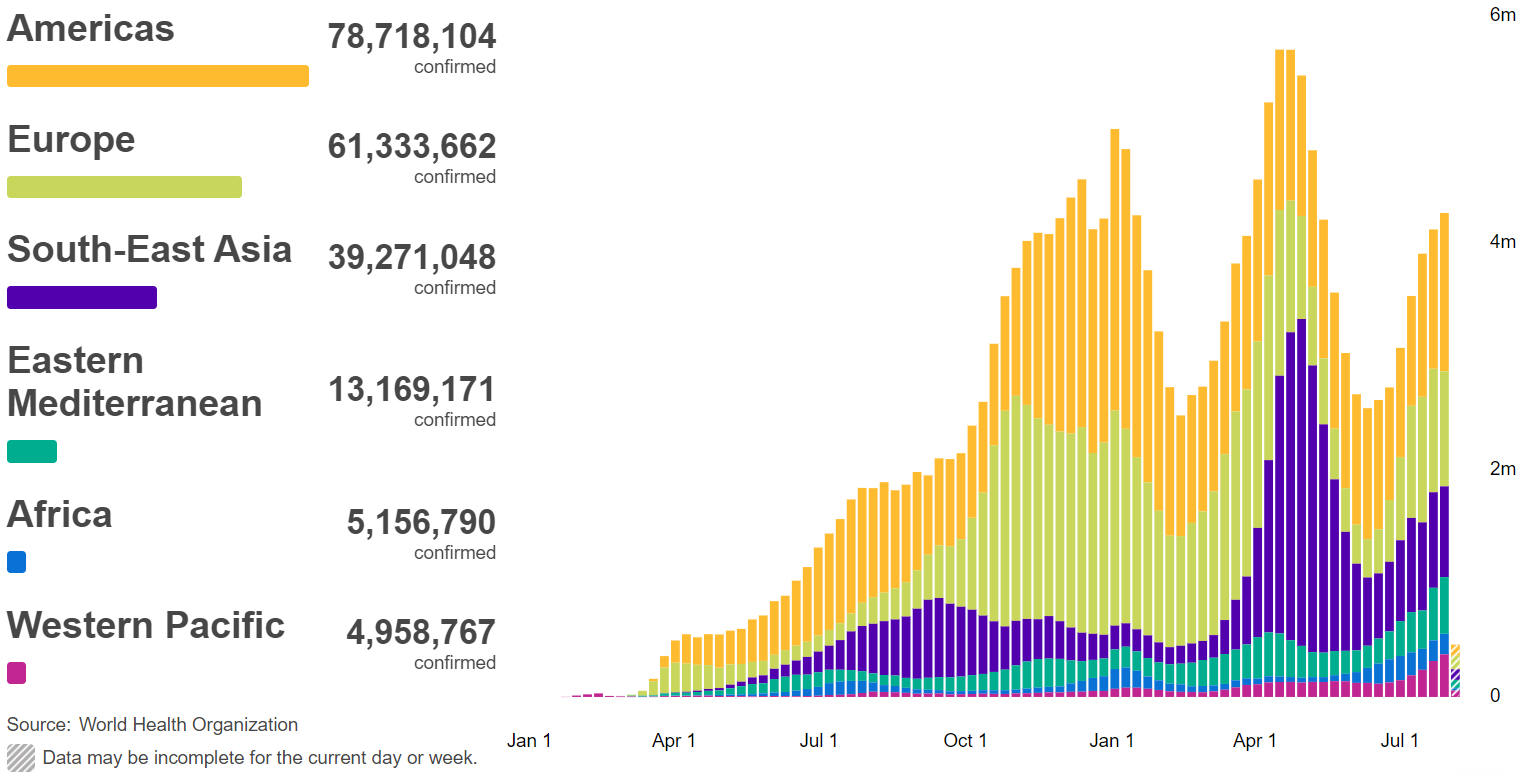 Americas
78,718,104
confirmed
Europe
61,333,662
confirmed
South-East Asia
39,271,048
confirmed
Eastern
Mediterranean
13,169,171
confirmed
Africa
5,156,790
confirmed
Western Pacific
4,958,767
confirmed
Source: World Health Organization
Data may be incomplete for the current day or week.
6m
4m
2m
0
Jan 1
Apr 1
Jul 1
Oct 1
Jan 1
Apr 1
Jul 1